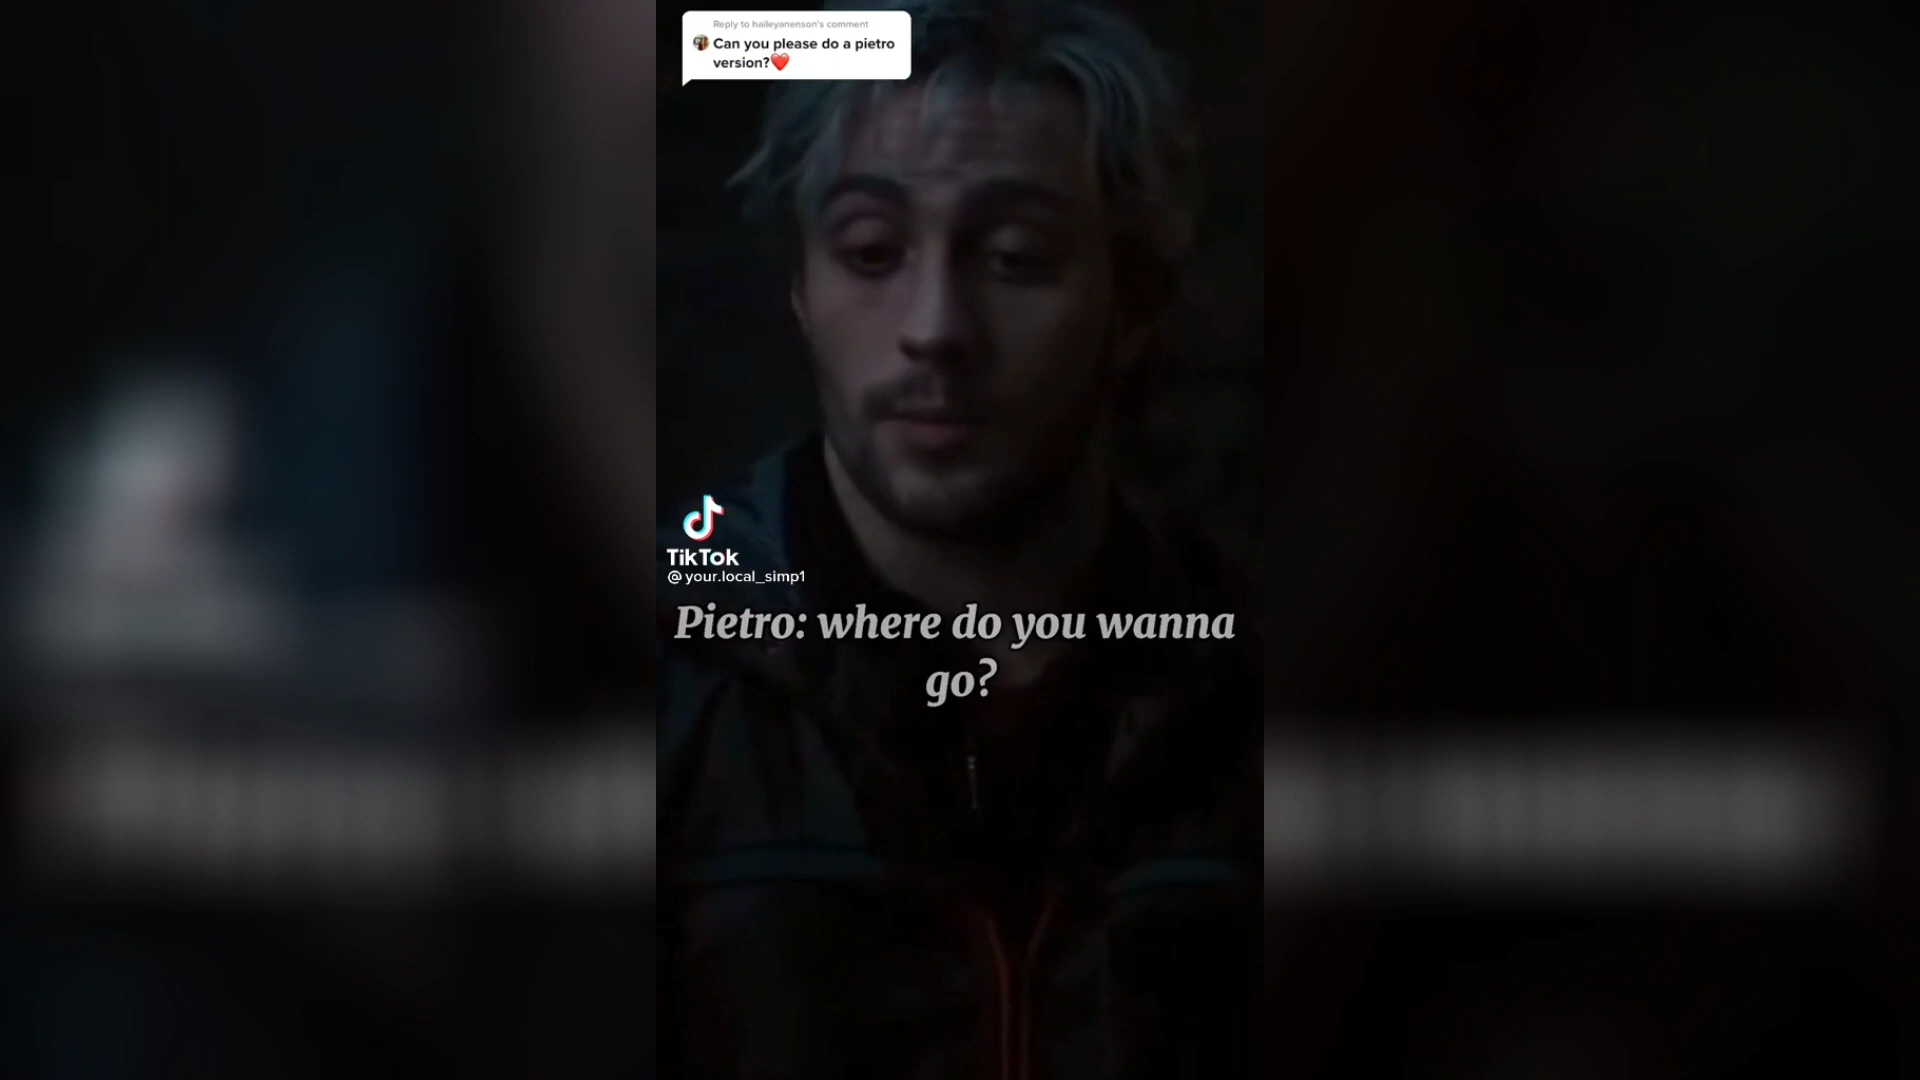 Reply to haileyanenson's comment
Can you please do a pietro
version?❤️
TikTok
@your.local_simp1
Pietro: where do you wanna
go?